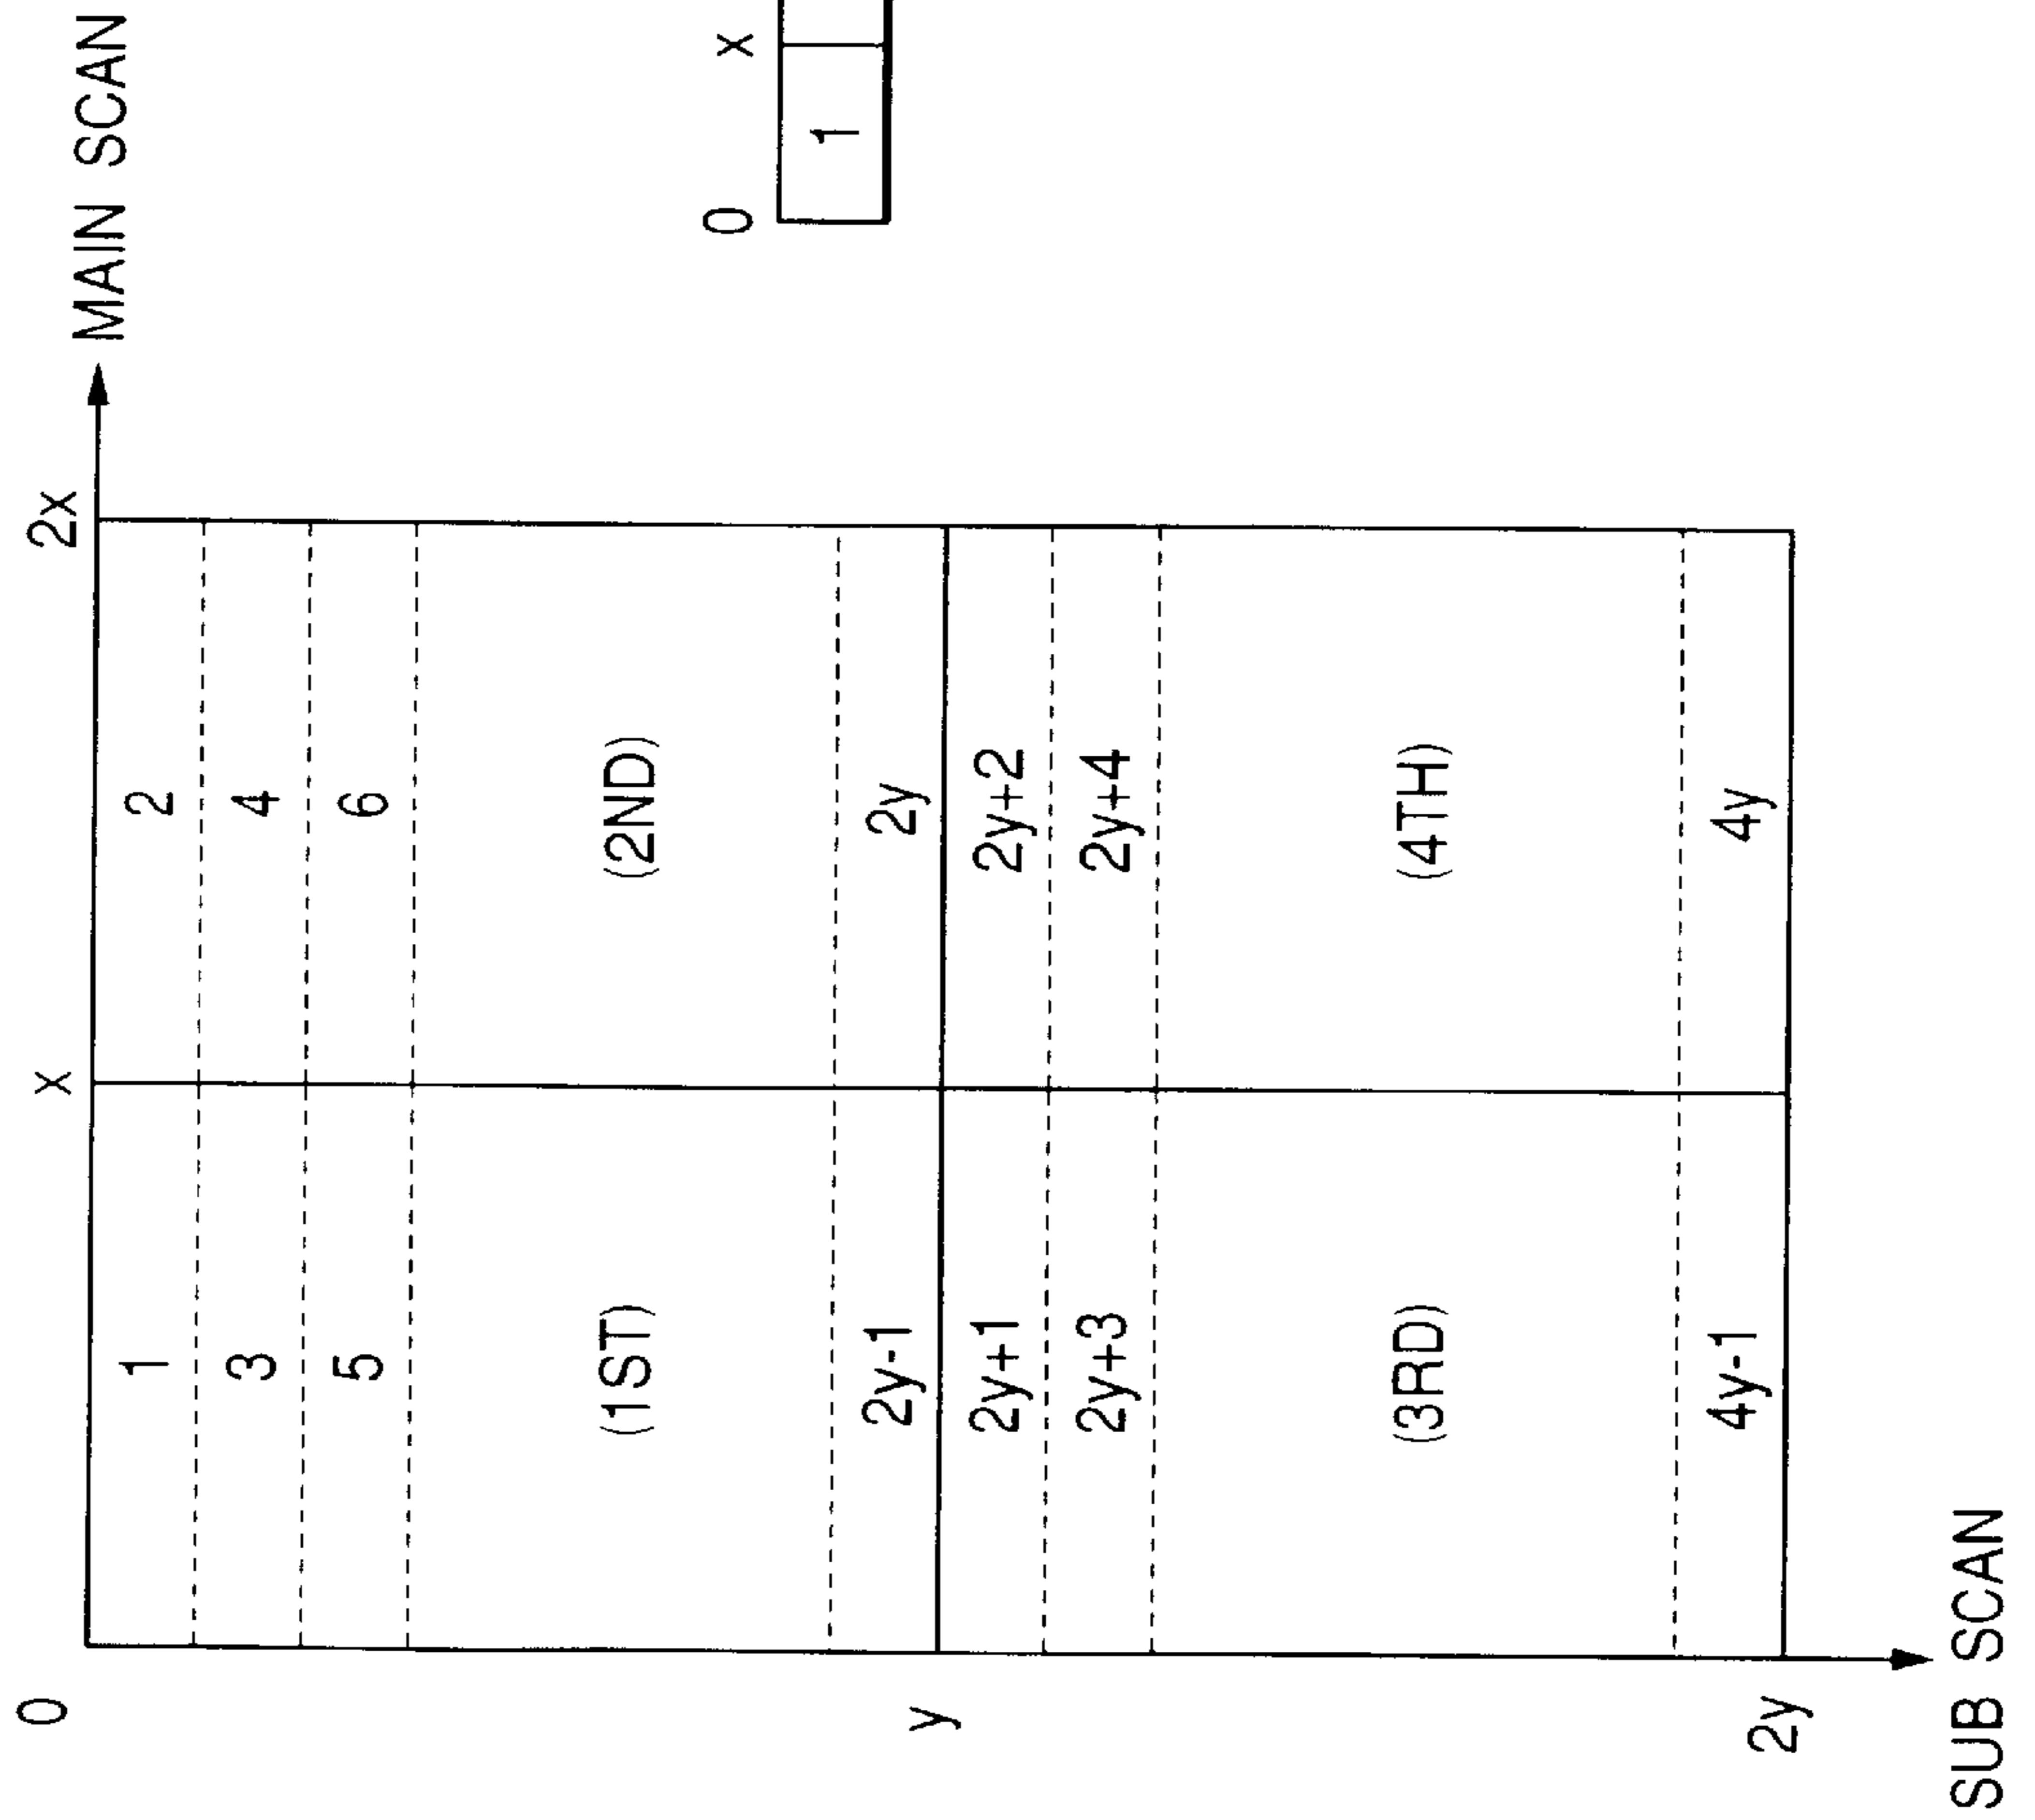 0 x 2x MAIN SCAN
1 2
3 4
5 6
(1ST) (2ND)
2y-1 2y
y
2y+1 2y+2
2y+3 2y+4
(3RD) (4TH)
4y-1 4y
2y
SUB SCAN
0 x
1